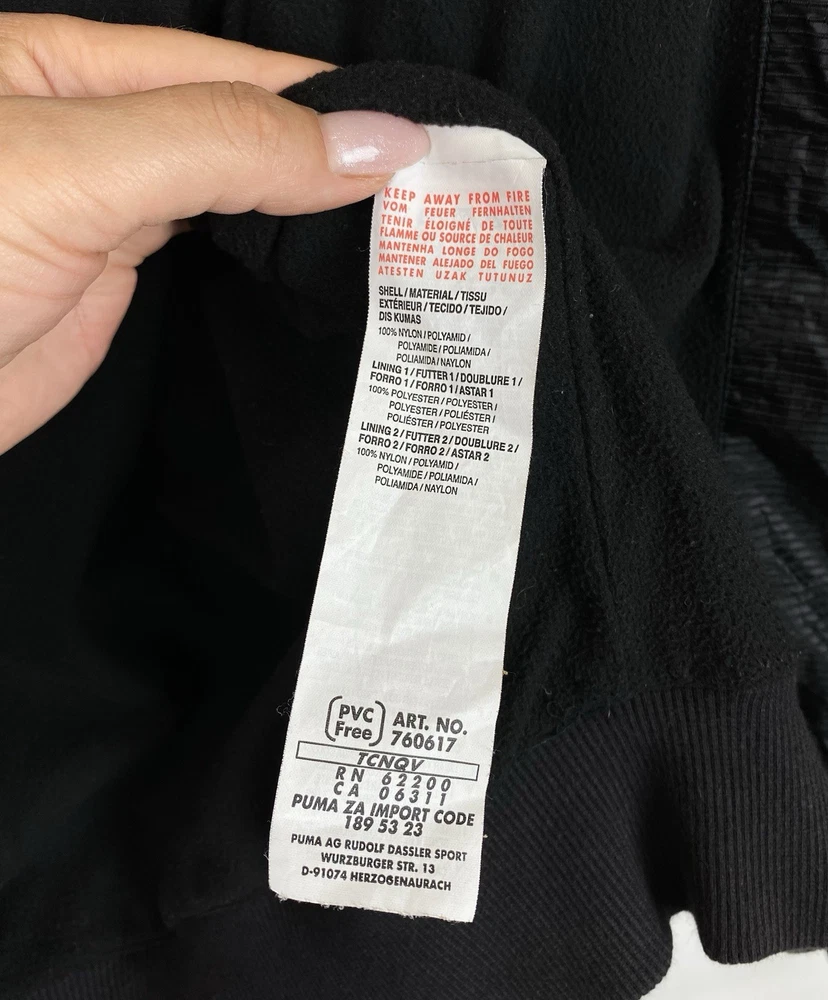 KEEP AWAY FROM FIRE
VOM FEUER FERNHALTEN
TENIR ÉLOIGNÉ DE TOUTE
FLAMME OU SOURCE DE CHALEUR
MANTENHA LONGE DO FOGO
MANTENER ALEJADO DEL FUEGO
ATESTEN UZAK TUTUNUZ
SHELL / MATERIAL / TISSU
EXTÉRIEUR / TECIDO / TEJIDO /
DIS KUMAS
100% NYLON / POLYAMID /
POLYAMIDE / POLIAMIDA /
POLIAMIDA / NAYLON
LINING 1 / FUTTER 1 / DOUBLURE 1 /
FORRO 1 / FORRO 1 / ASTAR 1
100% POLYESTER / POLYESTER /
POLYESTER / POLIÉSTER /
POLIÉSTER / POLYESTER
LINING 2 / FUTTER 2 / DOUBLURE 2 /
FORRO 2 / FORRO 2 / ASTAR 2
100% NYLON / POLYAMID /
POLYAMIDE / POLIAMIDA /
POLIAMIDA / NAYLON
PVC Free
ART. NO.
760617
TCNQV
RN 62200
CA 06311
PUMA ZA IMPORT CODE
189 53 23
PUMA AG RUDOLF DASSLER SPORT
WURZBURGER STR. 13
D-91074 HERZOGENAURACH